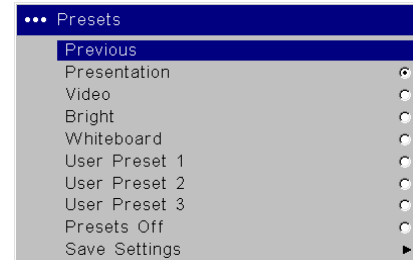 Presets
Previous
Presentation
Video
Bright
Whiteboard
User Preset 1
User Preset 2
User Preset 3
Presets Off
Save Settings